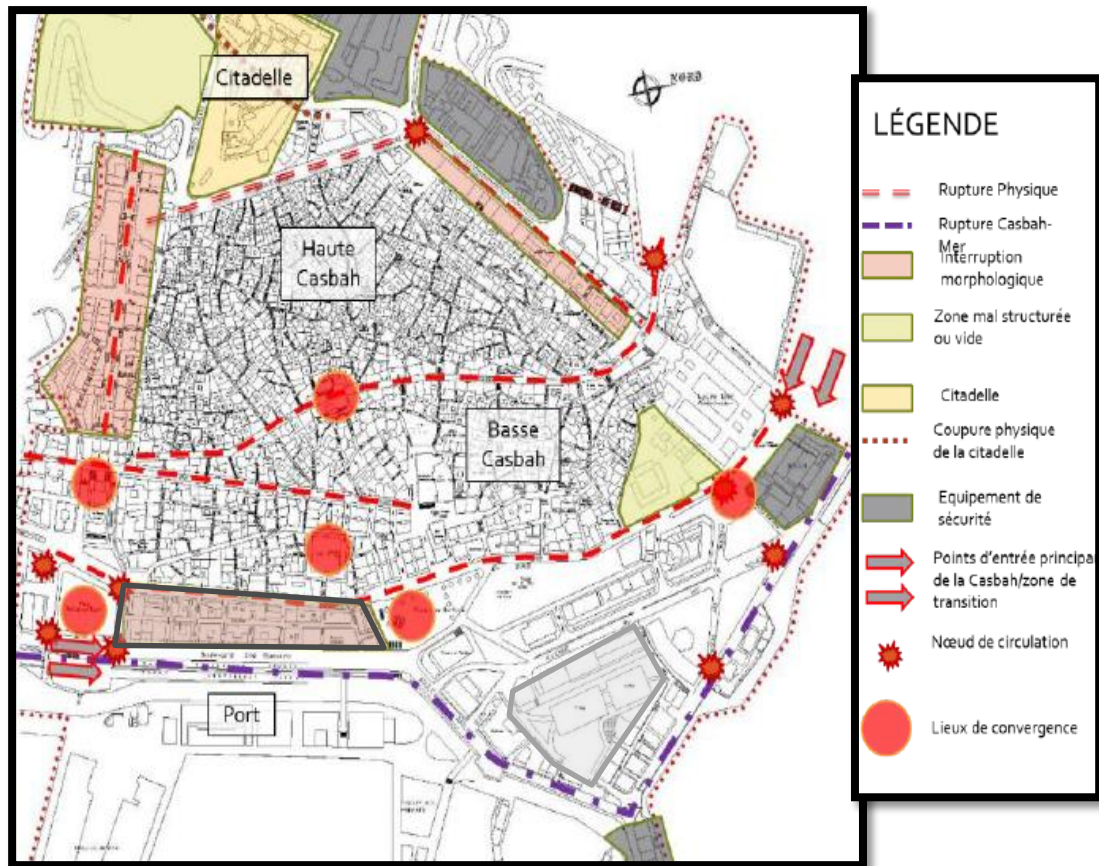 Citadelle
NORD
Haute
Casbah
Basse
Casbah
Port
LÉGENDE
Rupture Physique
Rupture Casbah-
Mer
Interruption
morphologique
Zone mal structurée
ou vide
Citadelle
Coupure physique
de la citadelle
Equipement de
sécurité
Points d'entrée principau
de la Casbah/zone de
transition
Nœud de circulation
Lieux de convergence